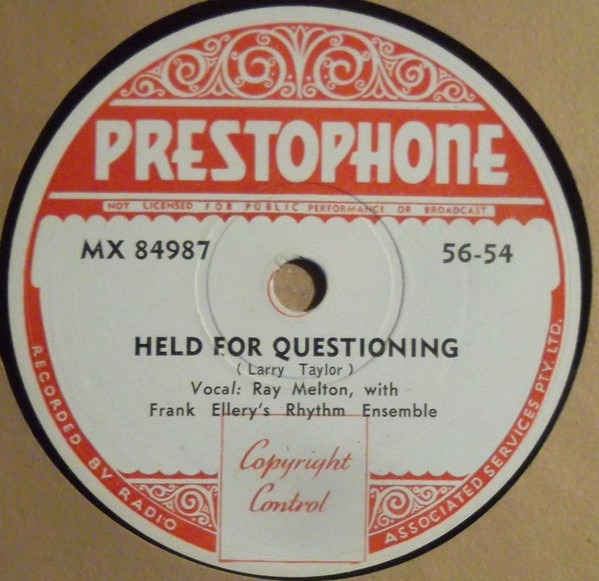 PRESTOPHONE
NOT LICENSED FOR PUBLIC PERFORMANCE OR BROADCAST
MX 84987
56-54
HELD FOR QUESTIONING
( Larry Taylor )
Vocal: Ray Melton, with
Frank Ellery's Rhythm Ensemble
Copyright
Control
RECORDED BY RADIO
ASSOCIATED SERVICES PTY. LTD.